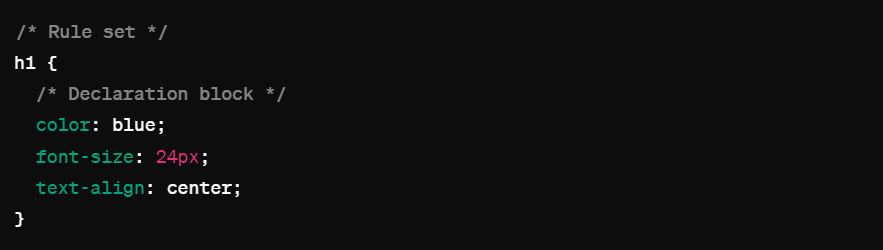 /* Rule set */
h1 {
  /* Declaration block */
  color: blue;
  font-size: 24px;
  text-align: center;
}